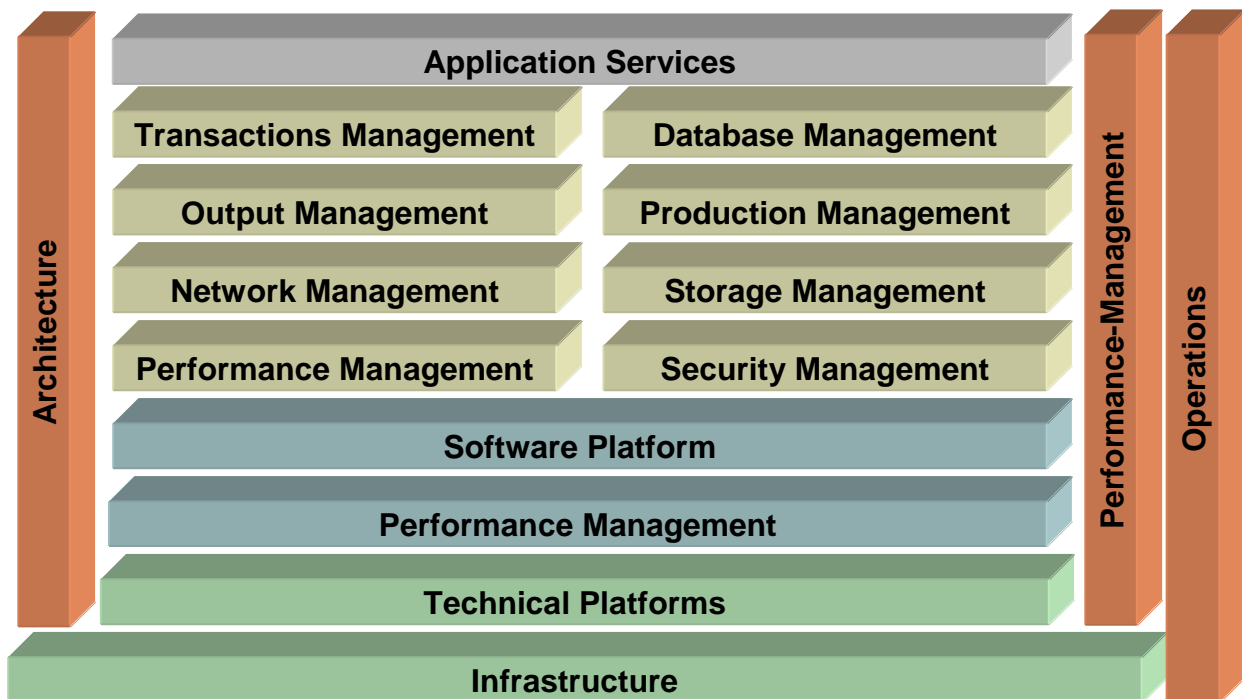 Architecture
Application Services
Transactions Management
Database Management
Output Management
Production Management
Network Management
Storage Management
Performance Management
Security Management
Software Platform
Performance Management
Technical Platforms
Infrastructure
Performance-Management
Operations